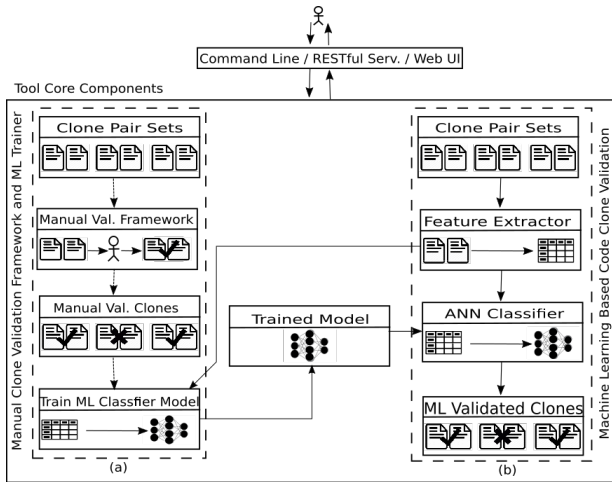 Command Line / RESTful Serv. / Web UI
Tool Core Components
Manual Clone Validation Framework and ML Trainer
Clone Pair Sets
Manual Val. Framework
Manual Val. Clones
Train ML Classfier Model
(a)
Trained Model
Clone Pair Sets
Feature Extractor
ANN Classifier
ML Validated Clones
(b)
Machine Learning Based Code Clone Validation